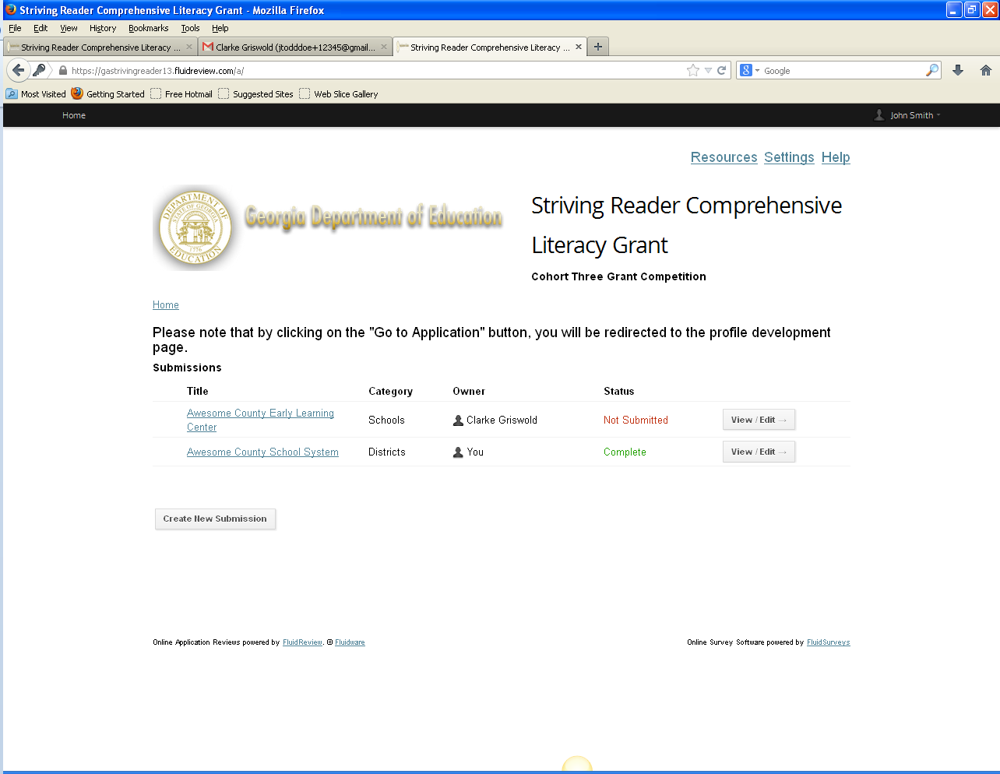 Striving Reader Comprehensive Literacy Grant - Mozilla Firefox
File Edit View History Bookmarks Tools Help
Striving Reader Comprehensive Literacy ... × Clarke Griswold (jtodddoe+12345@gmail... × Striving Reader Comprehensive Literacy ... × +
https://gastrivingreader13.fluidreview.com/a/ 8 Google
Most Visited Getting Started Free Hotmail Suggested Sites Web Slice Gallery
Home John Smith
Resources Settings Help
DEPARTMENT OF EDUCATION
STATE OF GEORGIA
1776
Georgia Department of Education
Striving Reader Comprehensive
Literacy Grant
Cohort Three Grant Competition
Home
Please note that by clicking on the "Go to Application" button, you will be redirected to the profile development
page.
Submissions
Title Category Owner Status
Awesome County Early Learning
Center Schools Clarke Griswold Not Submitted View / Edit →
Awesome County School System Districts You Complete View / Edit →
Create New Submission
Online Application Reviews powered by FluidReview. © Fluidware Online Survey Software powered by FluidSurveys